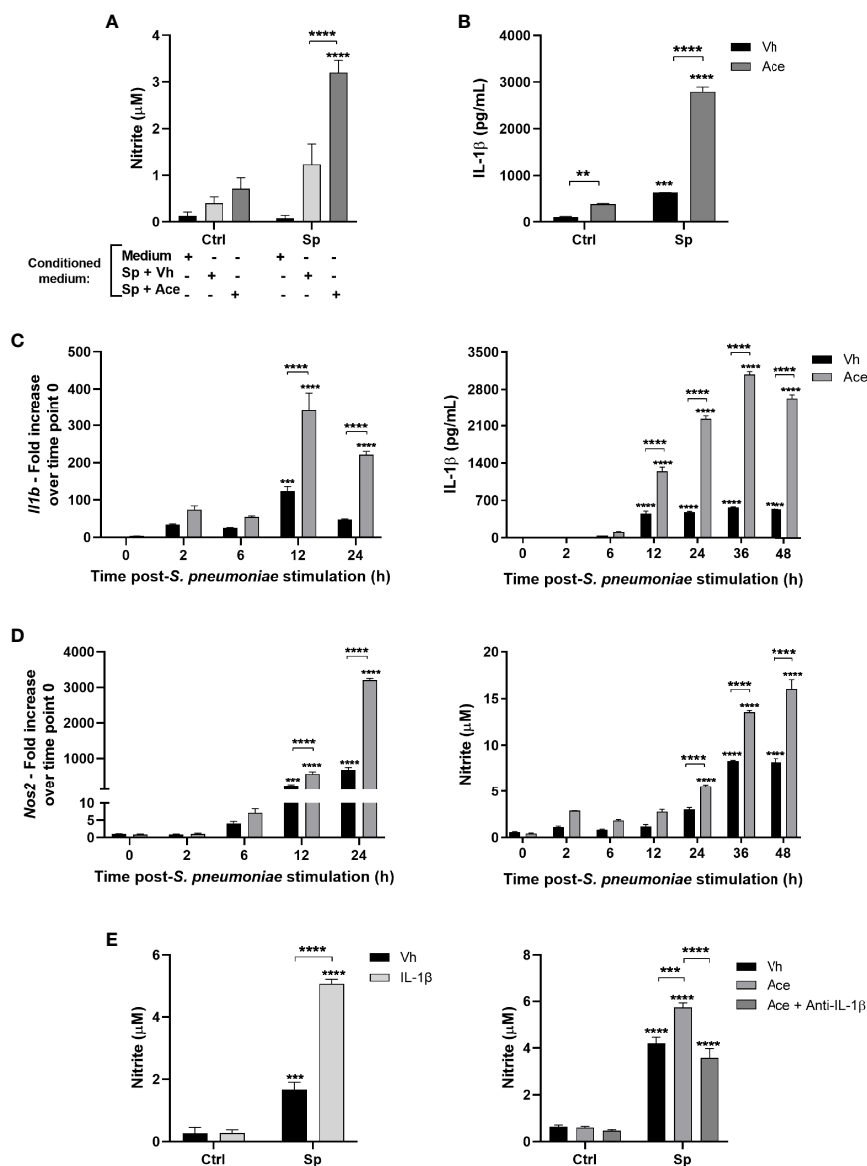 A
****
****
4
3
2
1
0
Nitrite (μM)
Ctrl
Sp
Conditioned
medium:
Medium + - - + - -
Sp + Vh - + - - + -
Sp + Ace - - + - - +
B
Vh
Ace
****
****
**
***
4000
3000
2000
1000
0
IL-1β (pg/mL)
Ctrl
Sp
C
500
400
300
200
100
0
Il1b - Fold increase
over time point 0
****
****
***
****
****
0 2 6 12 24
Time post-S. pneumoniae stimulation (h)
3500
2800
2100
1400
700
0
IL-1β (pg/mL)
Vh
Ace
**** **** **** ****
**** **** **** ****
**** **** **** ****
0 2 6 12 24 36 48
Time post-S. pneumoniae stimulation (h)
D
4000
3000
2000
1000
10
5
0
Nos2 - Fold increase
over time point 0
****
****
****
***
****
****
0 2 6 12 24
Time post-S. pneumoniae stimulation (h)
20
15
10
5
0
Nitrite (μM)
**** **** ****
**** **** ****
**** ****
0 2 6 12 24 36 48
Time post-S. pneumoniae stimulation (h)
E
6
4
2
0
Nitrite (μM)
****
****
***
Vh
IL-1β
Ctrl
Sp
8
6
4
2
0
Nitrite (μM)
****
***
****
****
****
Vh
Ace
Ace + Anti-IL-1β
Ctrl
Sp